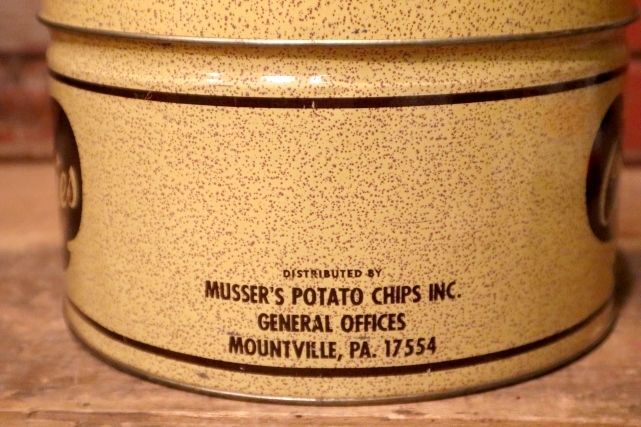 DISTRIBUTED BY
MUSSER'S POTATO CHIPS INC.
GENERAL OFFICES
MOUNTVILLE, PA. 17554